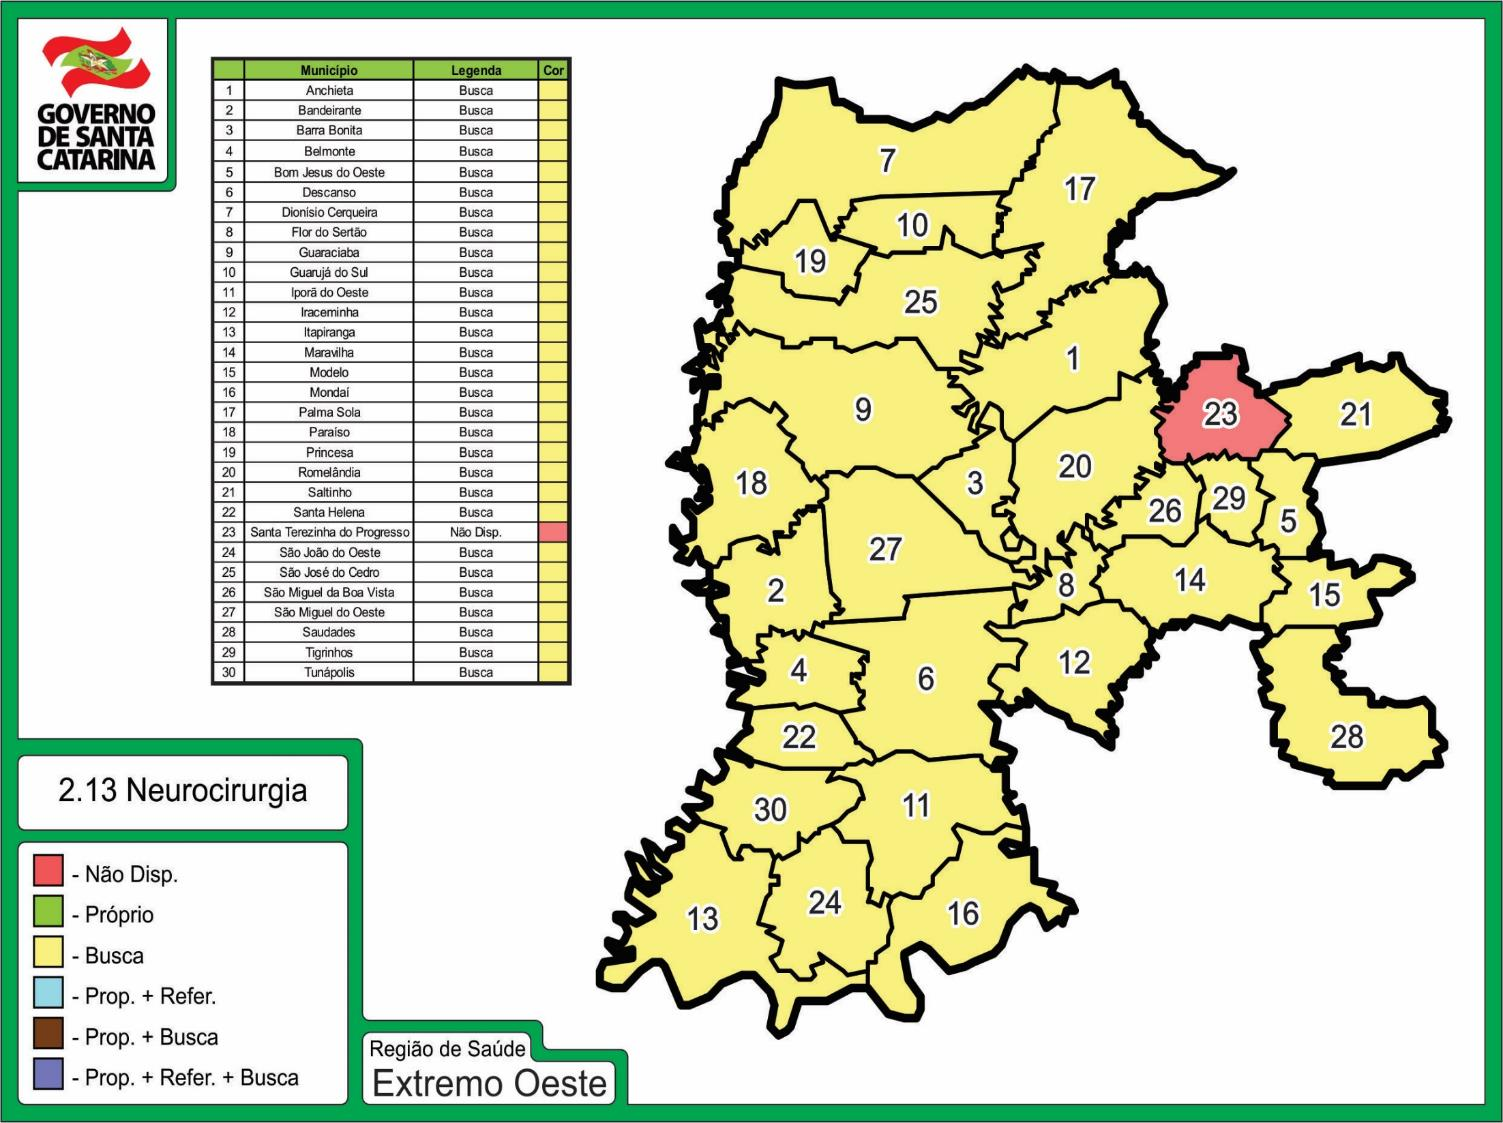 GOVERNO
DE SANTA
CATARINA
Município Legenda Cor
1 Anchieta Busca
2 Bandeirante Busca
3 Barra Bonita Busca
4 Belmonte Busca
5 Bom Jesus do Oeste Busca
6 Descanso Busca
7 Dionísio Cerqueira Busca
8 Flor do Sertão Busca
9 Guaraciaba Busca
10 Guarujá do Sul Busca
11 Iporã do Oeste Busca
12 Iraceminha Busca
13 Itapiranga Busca
14 Maravilha Busca
15 Modelo Busca
16 Mondaí Busca
17 Palma Sola Busca
18 Paraíso Busca
19 Princesa Busca
20 Romelândia Busca
21 Saltinho Busca
22 Santa Helena Busca
23 Santa Terezinha do Progresso Não Disp.
24 São João do Oeste Busca
25 São José do Cedro Busca
26 São Miguel da Boa Vista Busca
27 São Miguel do Oeste Busca
28 Saudades Busca
29 Tigrinhos Busca
30 Tunápolis Busca
7
17
10
19
25
1
9
23
21
3
20
18
26
29
5
27
2
8
14
15
4
6
12
22
28
30
11
13
24
16
2.13 Neurocirurgia
- Não Disp.
- Próprio
- Busca
- Prop. + Refer.
- Prop. + Busca
- Prop. + Refer. + Busca
Região de Saúde
Extremo Oeste